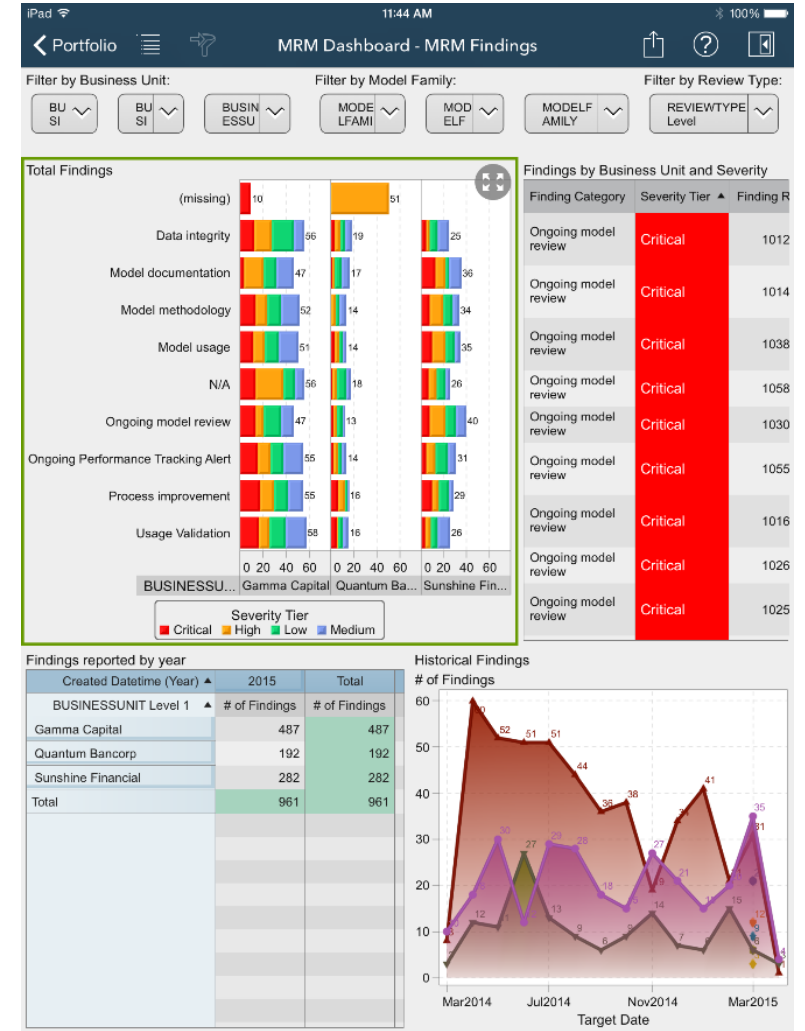 iPad 11:44 AM 100%
Portfolio MRM Dashboard - MRM Findings ?
Filter by Business Unit: Filter by Model Family: Filter by Review Type:
BU SI BU SI BUSIN ESSU MODE LFAMI MOD ELF MODELF AMILY REVIEWTYPE Level
Total Findings
(missing) 10 51
Data integrity 56 19 25
Model documentation 47 17 36
Model methodology 52 14 34
Model usage 51 14 35
N/A 56 18 26
Ongoing model review 47 13 40
Ongoing Performance Tracking Alert 55 14 31
Process improvement 55 16 29
Usage Validation 58 16 26
0 20 40 60 0 20 40 60 0 20 40 60
BUSINESSU... Gamma Capital Quantum Ba... Sunshine Fin...
Severity Tier
Critical High Low Medium
Findings by Business Unit and Severity
Finding Category Severity Tier Finding R
Ongoing model review Critical 1012
Ongoing model review Critical 1014
Ongoing model review Critical 1038
Ongoing model review Critical 1058
Ongoing model review Critical 1030
Ongoing model review Critical 1055
Ongoing model review Critical 1016
Ongoing model review Critical 1026
Ongoing model review Critical 1025
Findings reported by year
Created Datetime (Year) 2015 Total
BUSINESSUNIT Level 1 # of Findings # of Findings
Gamma Capital 487 487
Quantum Bancorp 192 192
Sunshine Financial 282 282
Total 961 961
Historical Findings
# of Findings
60
50
40
30
20
10
0
52 51 51 44 36 38 41 31
30 29 28 18 27 21 35
12 27 13 9 6 14 7 6 15
12
9
Mar2014 Jul2014 Nov2014 Mar2015
Target Date